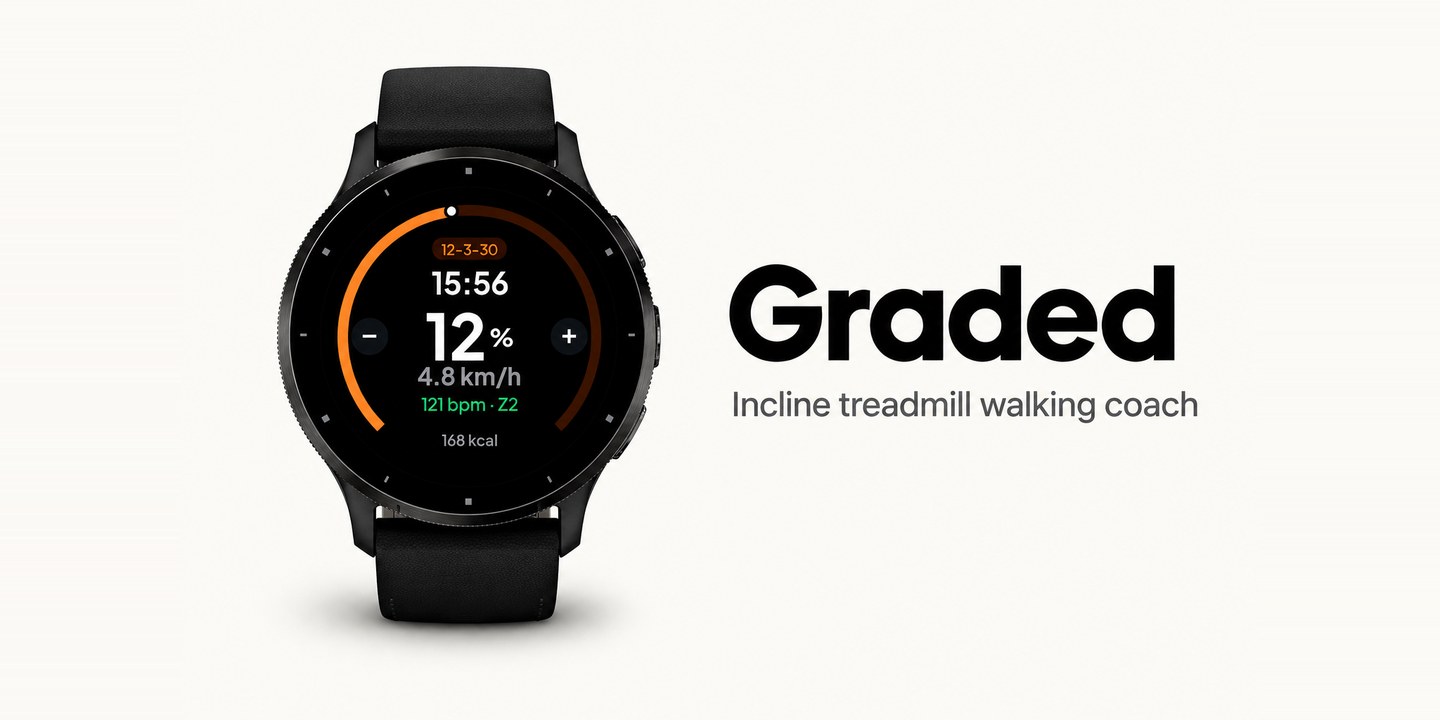 12-3-30
15:56
− 12% +
4.8 km/h
121 bpm · Z2
168 kcal
Graded
Incline treadmill walking coach